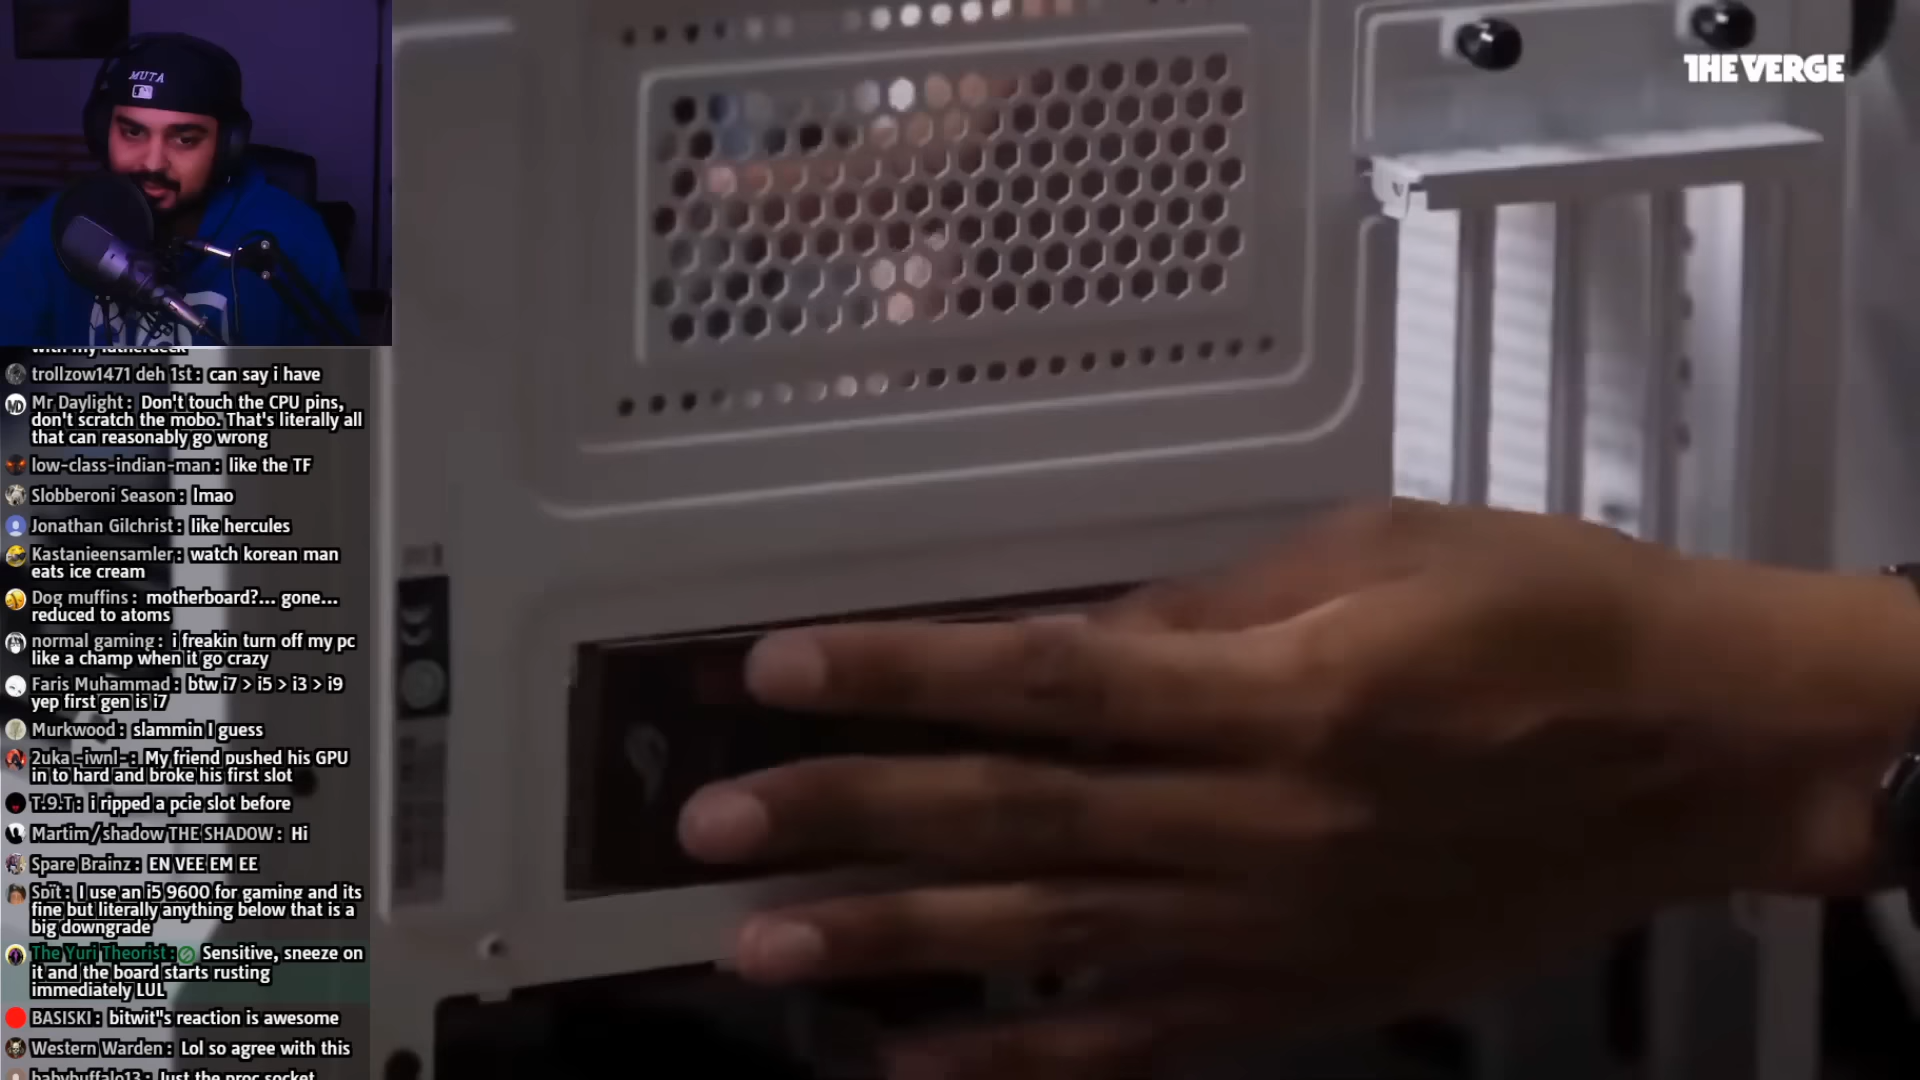 MUTA
THE VERGE
with my fatherdeck
trollzow1471 deh 1st: can say i have
Mr Daylight: Don't touch the CPU pins,
don't scratch the mobo. That's literally all
that can reasonably go wrong
low-class-indian-man: like the TF
Slobberoni Season: lmao
Jonathan Gilchrist: like hercules
Kastanieensamler: watch korean man
eats ice cream
Dog muffins: motherboard?... gone...
reduced to atoms
normal gaming: i freakin turn off my pc
like a champ when it go crazy
Faris Muhammad: btw i7 > i5 > i3 > i9
yep first gen is i7
Murkwood: slammin I guess
2uka -iwnl-: My friend pushed his GPU
in to hard and broke his first slot
T.9.T: i ripped a pcie slot before
Martim/shadow THE SHADOW: Hi
Spare Brainz: EN VEE EM EE
Spït: I use an i5 9600 for gaming and its
fine but literally anything below that is a
big downgrade
The Yuri Theorist: Sensitive, sneeze on
it and the board starts rusting
immediately LUL
BASISKI: bitwit"s reaction is awesome
Western Warden: Lol so agree with this
babybuffalo13: Just the proc socket